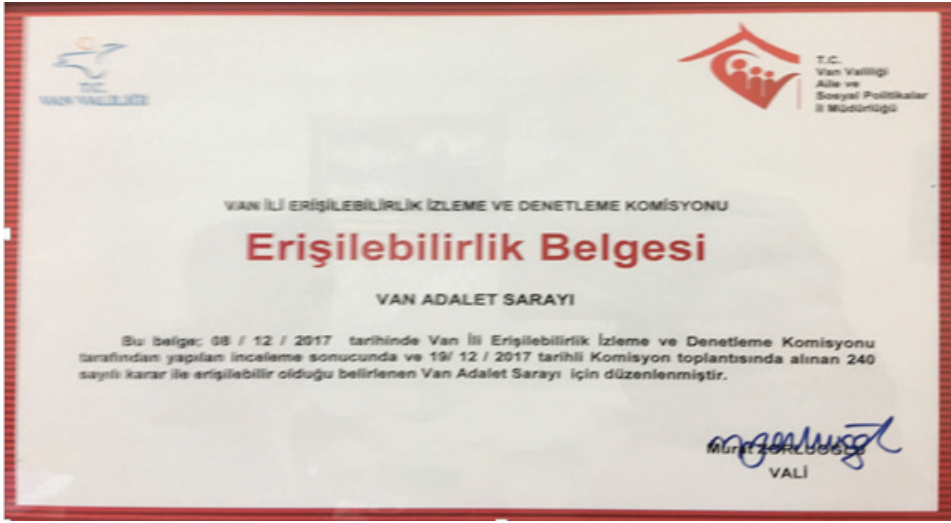 T.C.
VAN VALİLİĞİ
T.C.
Van Valiliği
Aile ve
Sosyal Politikalar
İl Müdürlüğü
VAN İLİ ERİŞİLEBİLİRLİK İZLEME VE DENETLEME KOMİSYONU
Erişilebilirlik Belgesi
VAN ADALET SARAYI
Bu belge; 08 / 12 / 2017 tarihinde Van İli Erişilebilirlik İzleme ve Denetleme Komisyonu
tarafından yapılan inceleme sonucunda ve 19/ 12 / 2017 tarihli Komisyon toplantısında alınan 240
sayılı karar ile erişilebilir olduğu belirlenen Van Adalet Sarayı için düzenlenmiştir.
Murat ZORLUOĞLU
VALİ